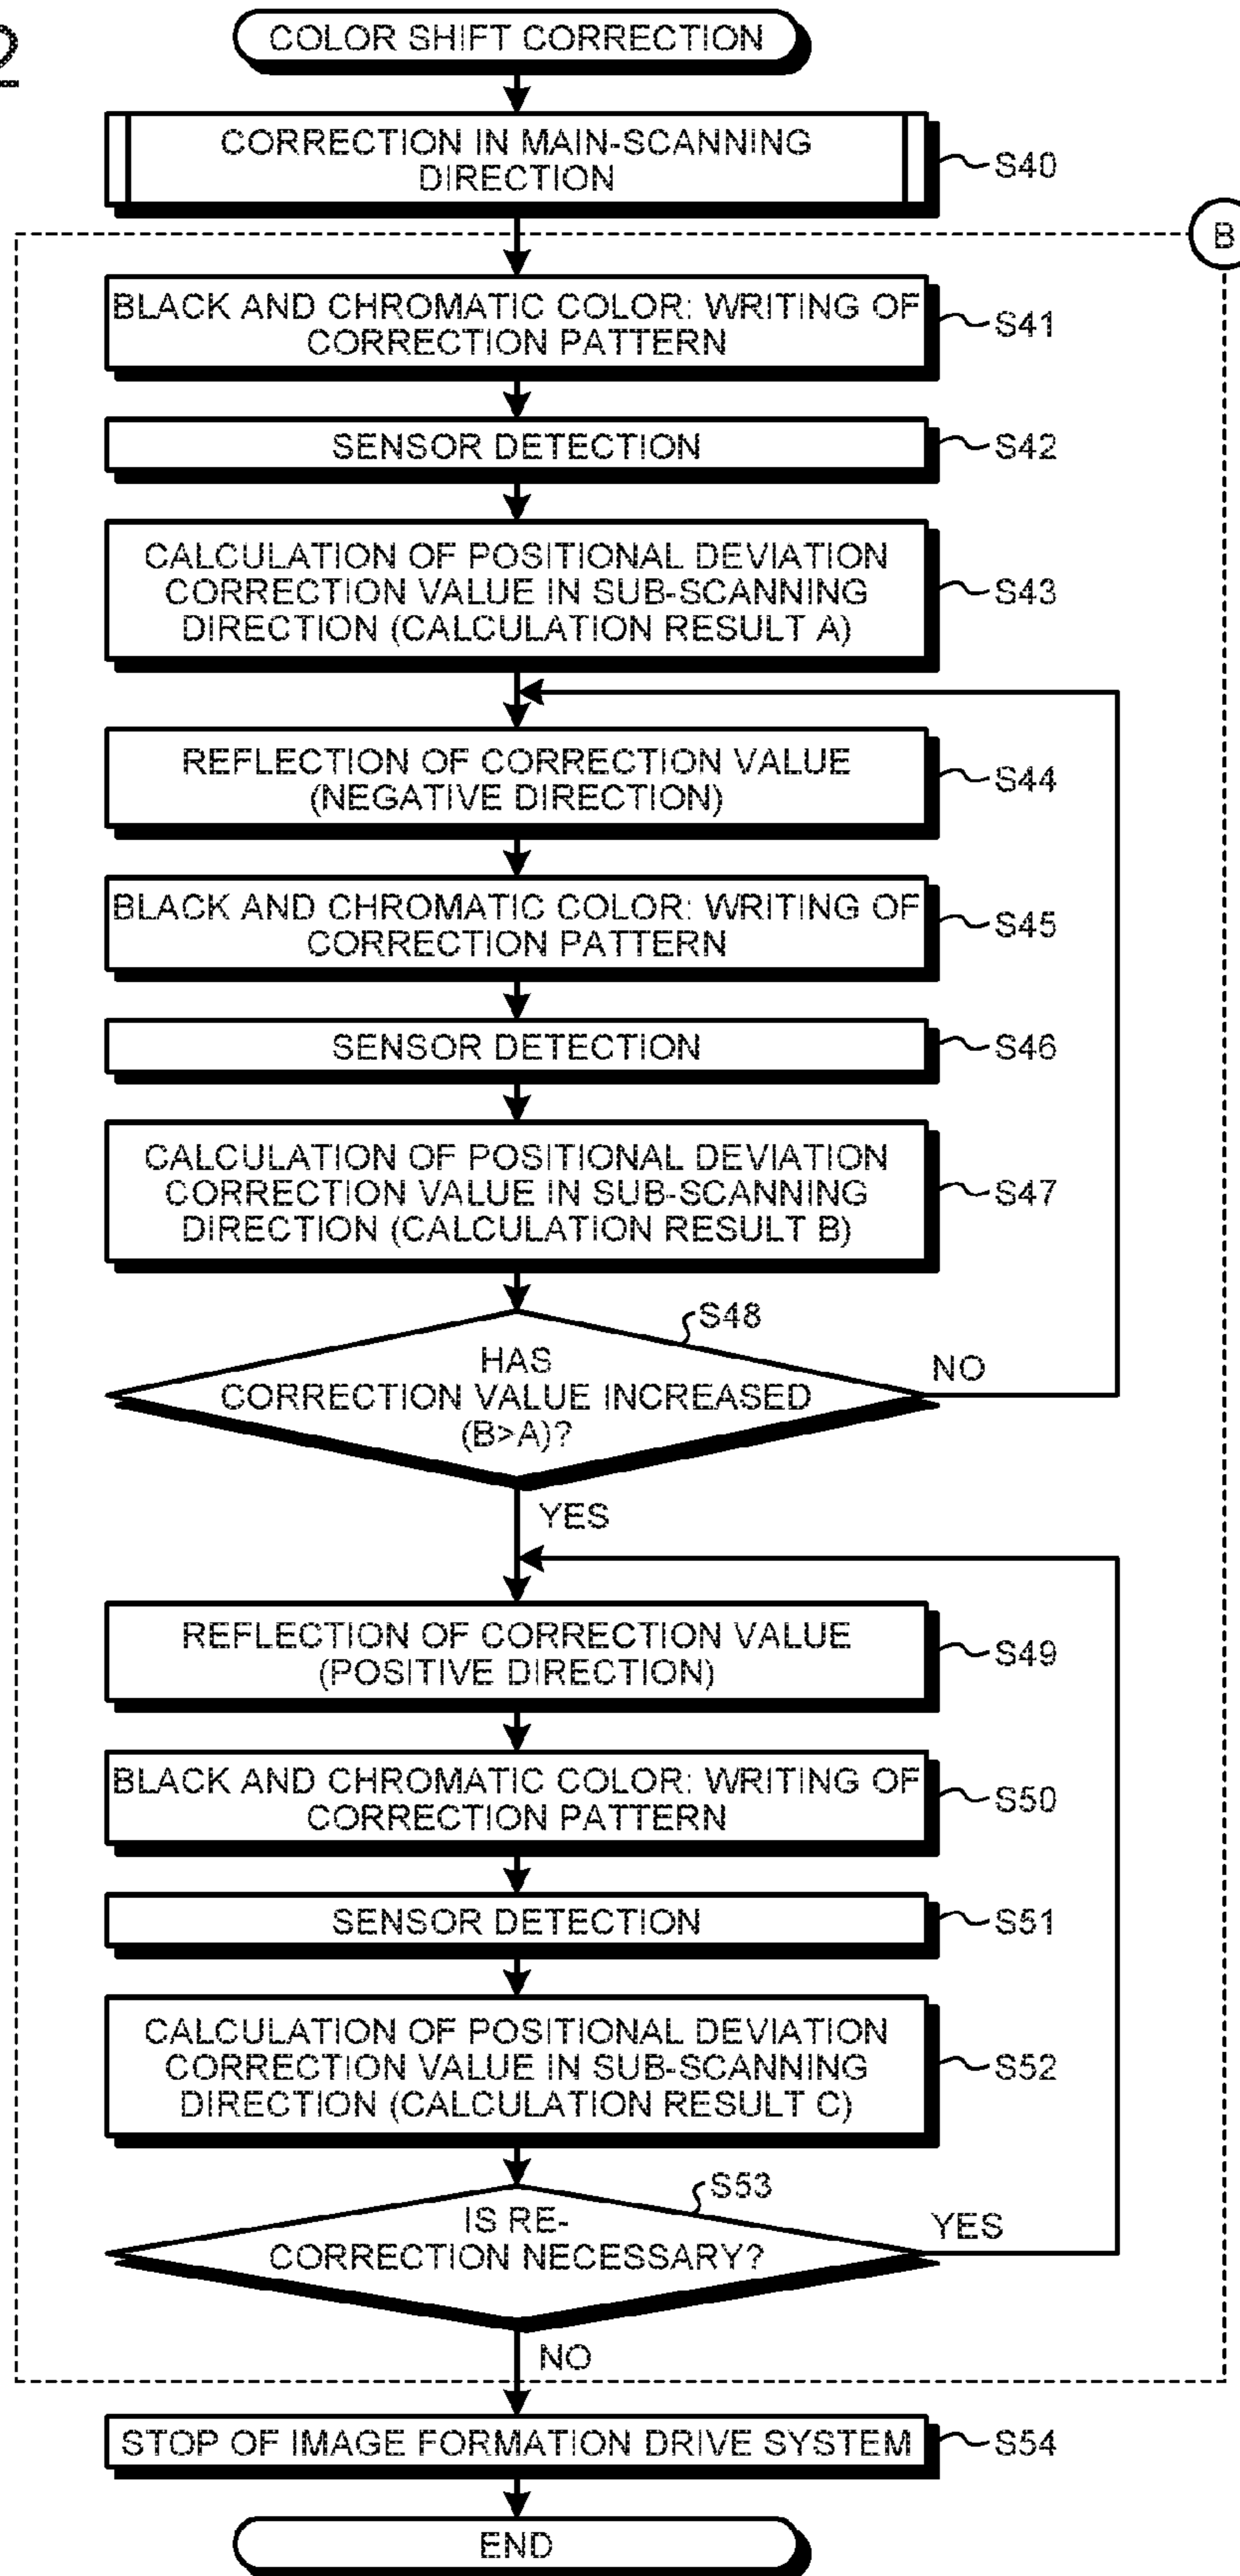 COLOR SHIFT CORRECTION
CORRECTION IN MAIN-SCANNING
DIRECTION
S40
B
BLACK AND CHROMATIC COLOR: WRITING OF
CORRECTION PATTERN
S41
SENSOR DETECTION
S42
CALCULATION OF POSITIONAL DEVIATION
CORRECTION VALUE IN SUB-SCANNING
DIRECTION (CALCULATION RESULT A)
S43
REFLECTION OF CORRECTION VALUE
(NEGATIVE DIRECTION)
S44
BLACK AND CHROMATIC COLOR: WRITING OF
CORRECTION PATTERN
S45
SENSOR DETECTION
S46
CALCULATION OF POSITIONAL DEVIATION
CORRECTION VALUE IN SUB-SCANNING
DIRECTION (CALCULATION RESULT B)
S47
S48
HAS
CORRECTION VALUE INCREASED
(B>A)?
NO
YES
REFLECTION OF CORRECTION VALUE
(POSITIVE DIRECTION)
S49
BLACK AND CHROMATIC COLOR: WRITING OF
CORRECTION PATTERN
S50
SENSOR DETECTION
S51
CALCULATION OF POSITIONAL DEVIATION
CORRECTION VALUE IN SUB-SCANNING
DIRECTION (CALCULATION RESULT C)
S52
S53
IS RE-
CORRECTION NECESSARY?
YES
NO
STOP OF IMAGE FORMATION DRIVE SYSTEM
S54
END